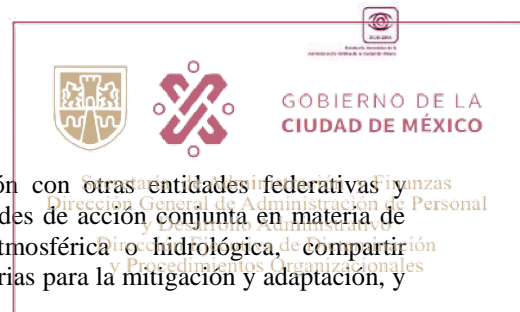 GOBIERNO DE LA
CIUDAD DE MÉXICO
Secretaría de Administración y Finanzas
ón con otras entidades federativas y
Dirección General de Administración de Personal
des de acción conjunta en materia de
y Desarrollo Administrativo
tmosférica o hidrológica, compartir
Dirección Ejecutiva de Dictaminación
y Procedimientos Organizacionales
rias para la mitigación y adaptación, y